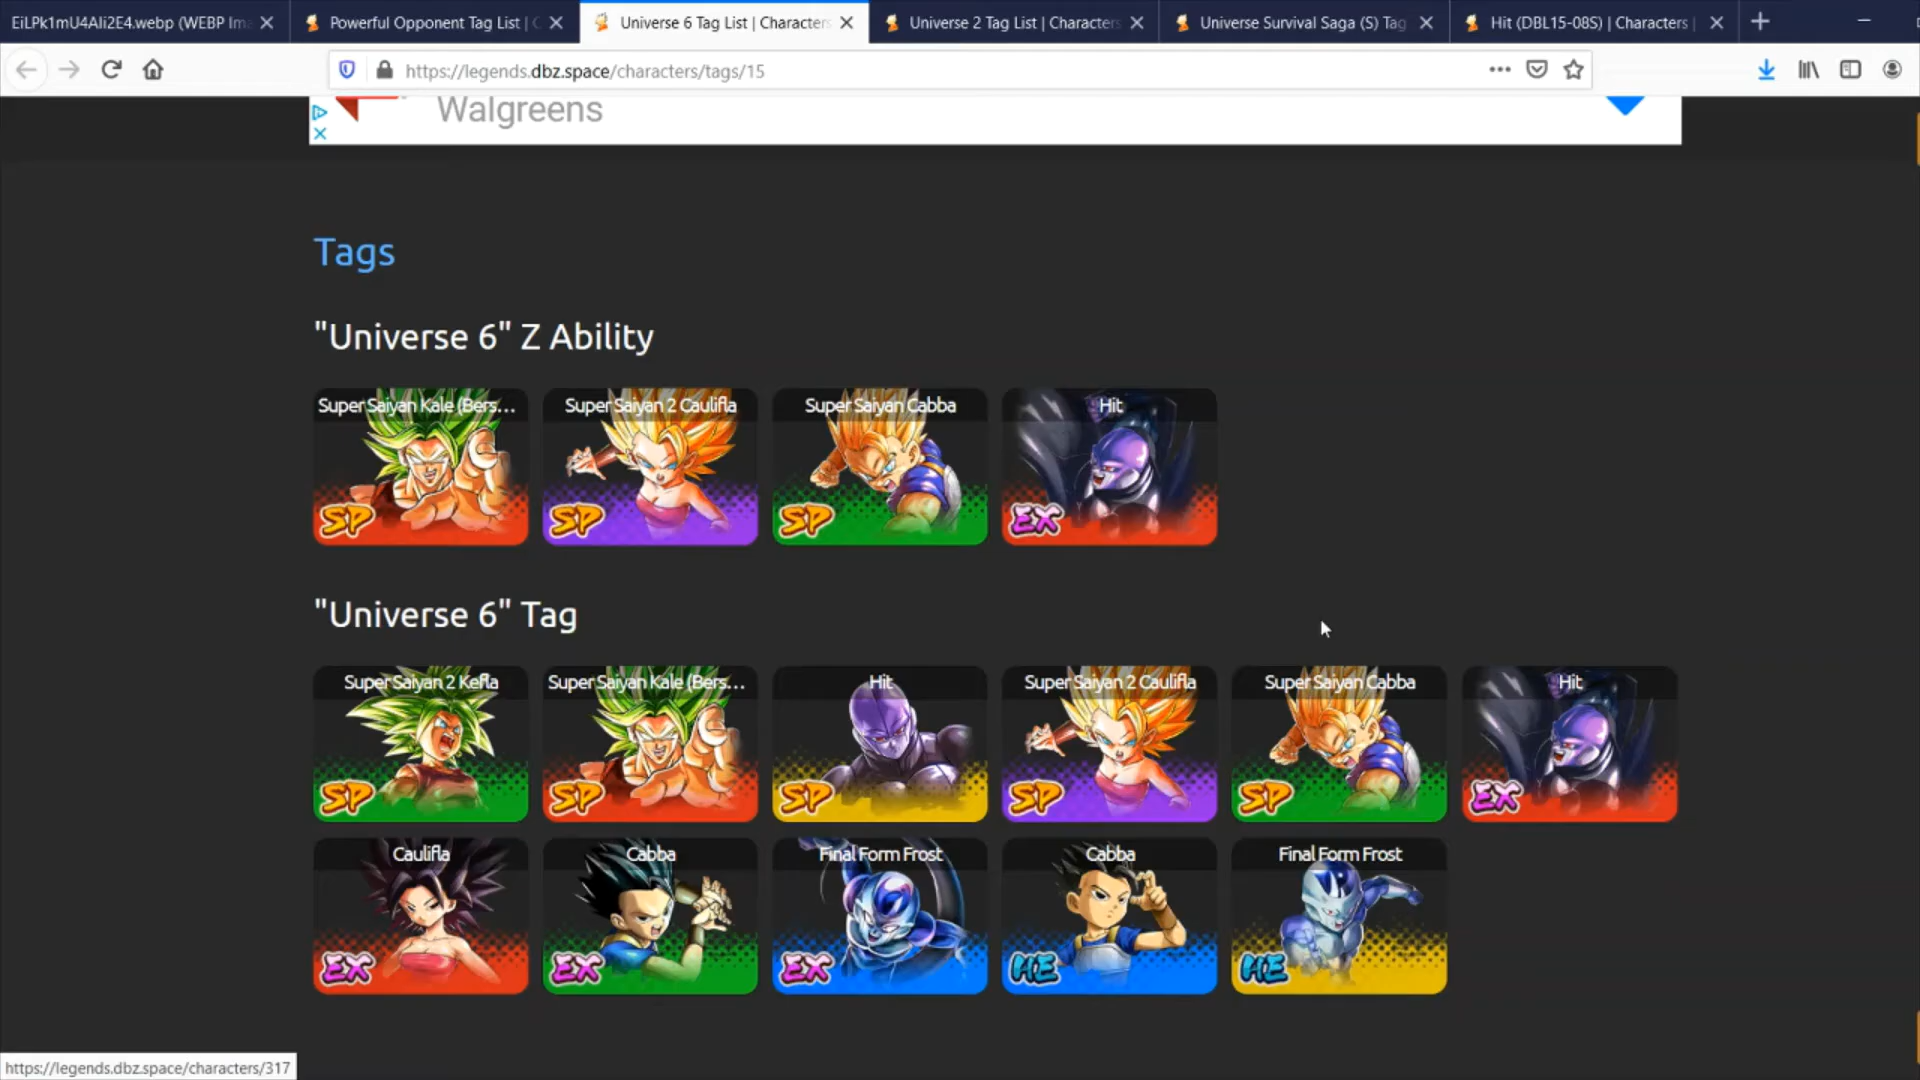 EiLPk1mU4Ali2E4.webp (WEBP Ima
Powerful Opponent Tag List | C
Universe 6 Tag List | Characters
Universe 2 Tag List | Characters
Universe Survival Saga (S) Tag
Hit (DBL15-08S) | Characters |
https://legends.dbz.space/characters/tags/15
Walgreens
Tags
"Universe 6" Z Ability
Super Saiyan Kale (Bers...
Super Saiyan 2 Caulifla
Super Saiyan Cabba
Hit
SP
SP
SP
EX
"Universe 6" Tag
Super Saiyan 2 Kefla
Super Saiyan Kale (Bers...
Hit
Super Saiyan 2 Caulifla
Super Saiyan Cabba
Hit
SP
SP
SP
SP
SP
EX
Caulifla
Cabba
Final Form Frost
Cabba
Final Form Frost
EX
EX
EX
HE
HE
https://legends.dbz.space/characters/317